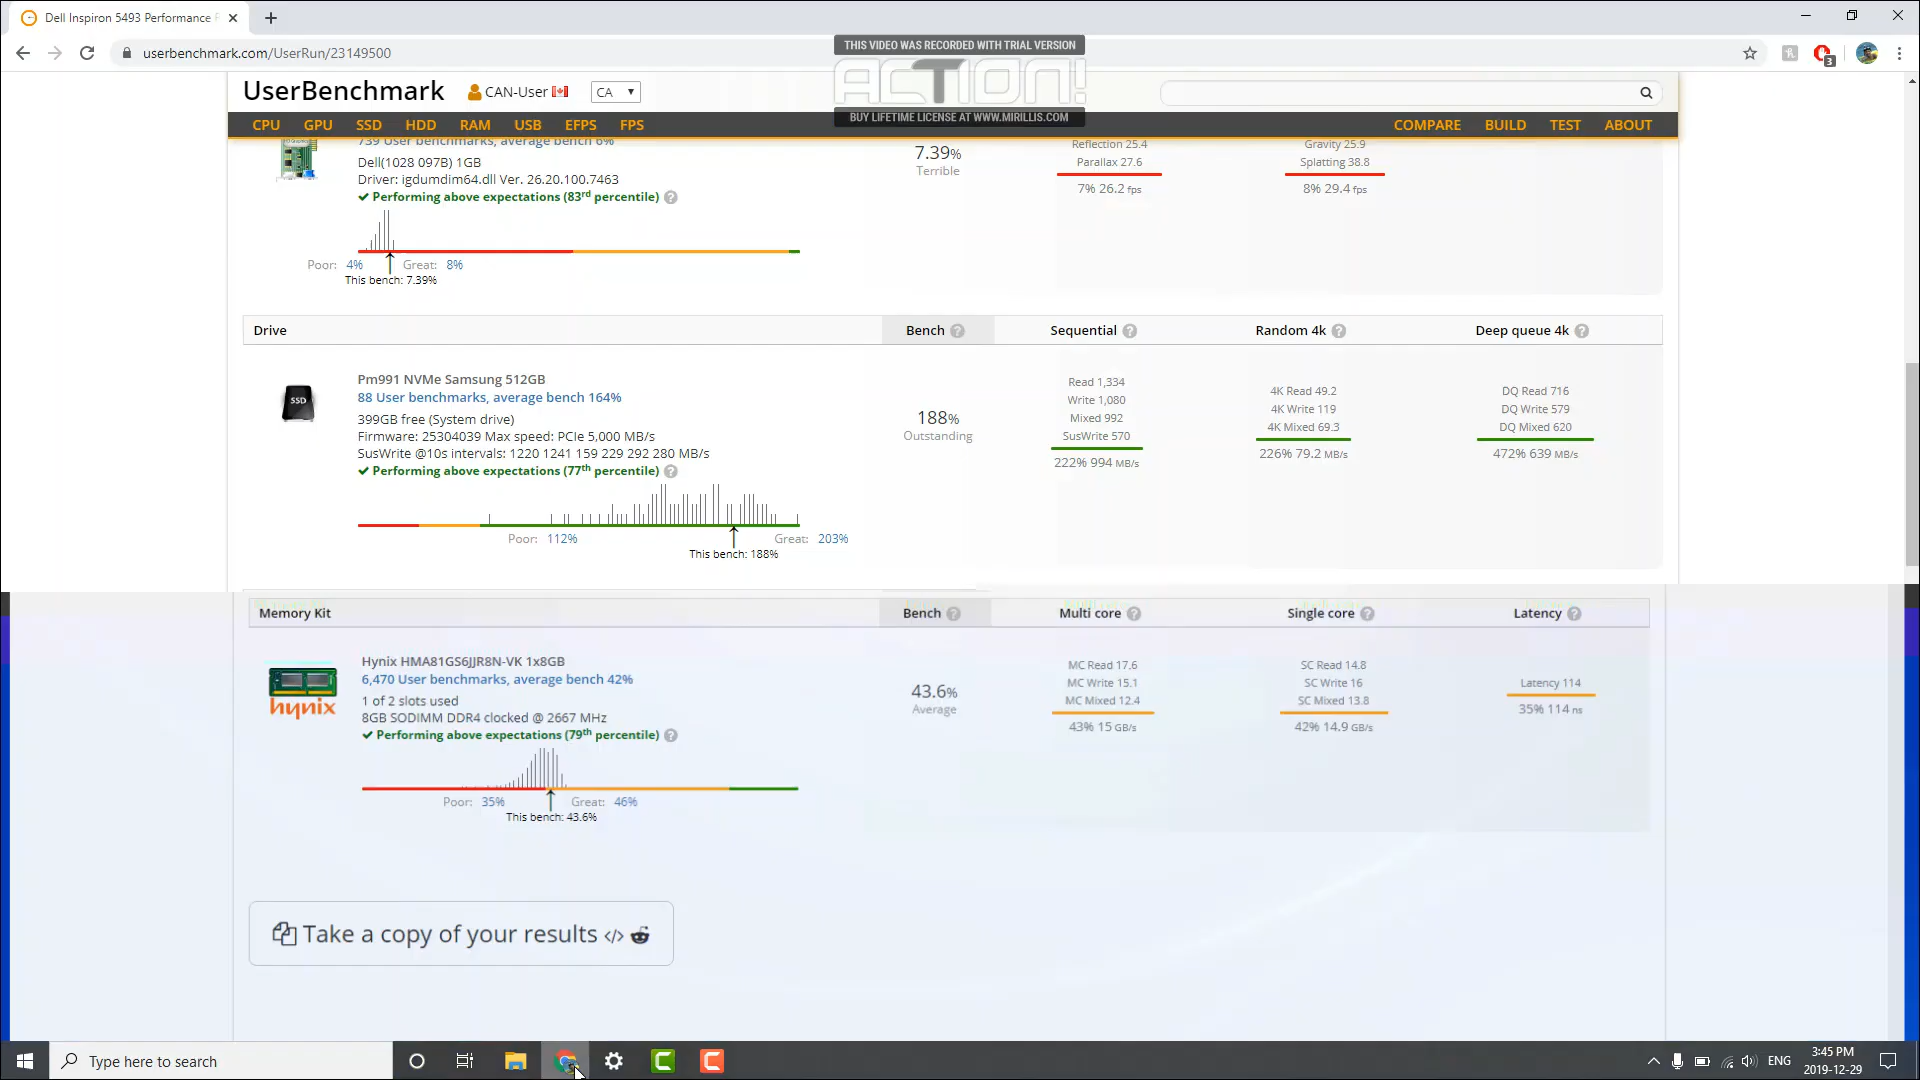 Dell Inspiron 5493 Performance
userbenchmark.com/UserRun/23149500
3
THIS VIDEO WAS RECORDED WITH TRIAL VERSION
ACTION!
BUY LIFETIME LICENSE AT WWW.MIRILLIS.COM
UserBenchmark CAN-User CA
CPU GPU SSD HDD RAM USB EFPS FPS COMPARE BUILD TEST ABOUT
739 User benchmarks, average bench 6%
Dell(1028 097B) 1GB
Driver: igdumdim64.dll Ver. 26.20.100.7463
✔ Performing above expectations (83rd percentile) ?
Poor: 4% Great: 8%
This bench: 7.39%
7.39%
Terrible
Reflection 25.4
Parallax 27.6
7% 26.2 fps
Gravity 25.9
Splatting 38.8
8% 29.4 fps
Drive Bench ? Sequential ? Random 4k ? Deep queue 4k ?
SSD
Pm991 NVMe Samsung 512GB
88 User benchmarks, average bench 164%
399GB free (System drive)
Firmware: 25304039 Max speed: PCIe 5,000 MB/s
SusWrite @10s intervals: 1220 1241 159 229 292 280 MB/s
✔ Performing above expectations (77th percentile) ?
Poor: 112% Great: 203%
This bench: 188%
188%
Outstanding
Read 1,334
Write 1,080
Mixed 992
SusWrite 570
222% 994 MB/s
4K Read 49.2
4K Write 119
4K Mixed 69.3
226% 79.2 MB/s
DQ Read 716
DQ Write 579
DQ Mixed 620
472% 639 MB/s
Memory Kit Bench ? Multi core ? Single core ? Latency ?
hynix
Hynix HMA81GS6JJR8N-VK 1x8GB
6,470 User benchmarks, average bench 42%
1 of 2 slots used
8GB SODIMM DDR4 clocked @ 2667 MHz
✔ Performing above expectations (79th percentile) ?
Poor: 35% Great: 46%
This bench: 43.6%
43.6%
Average
MC Read 17.6
MC Write 15.1
MC Mixed 12.4
43% 15 GB/s
SC Read 14.8
SC Write 16
SC Mixed 13.8
42% 14.9 GB/s
Latency 114
35% 114 ns
Take a copy of your results </>
Type here to search
ENG
3:45 PM
2019-12-29